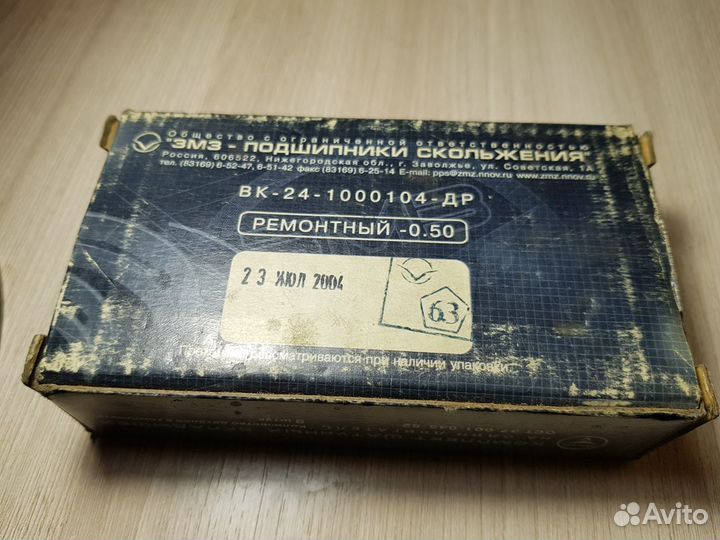 Общество с ограниченной ответственностью
"ЗМЗ - ПОДШИПНИКИ СКОЛЬЖЕНИЯ"
Россия, 606522, Нижегородская обл., г. Заволжье, ул. Советская, 1А
тел. (83169) 6-52-47, 6-51-42 факс (83169) 6-25-14 E-mail: pps@zmz.nnov.ru www.zmz.nnov.ru
ВК-24-1000104-ДР
РЕМОНТНЫЙ -0.50
23 ИЮЛ 2004
63
рассматриваются при наличии упаковки
Avito